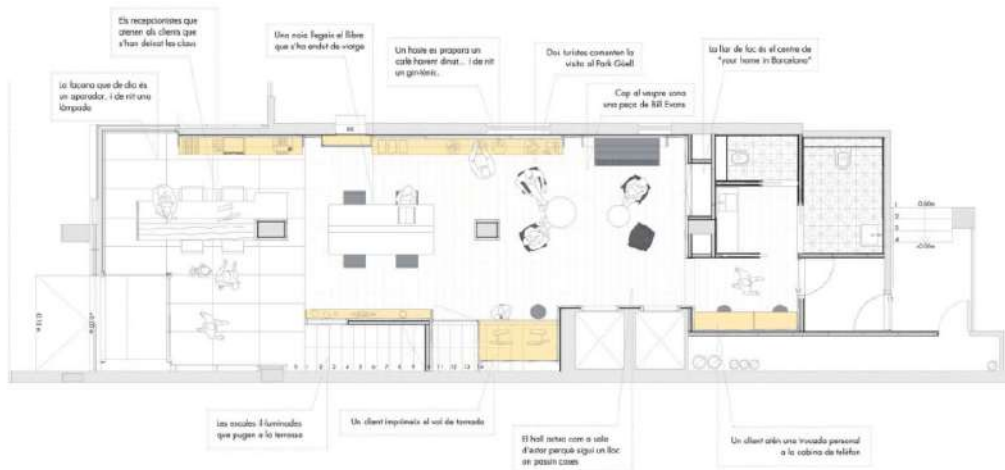 Els recepcionistes que
atenen als clients que
s'han deixat les claus
Una noia llegeix el llibre
que s'ha endut de viatge
Un hoste es prepara un
cafè havent dinat... i de nit
un gin-tònic.
Dos turistes comenten la
visita al Park Güell
La llar de foc és el centre de
"your home in Barcelona"
La façana que de dia és
un aparador, i de nit una
làmpada
Cap al vespre sona
una peça de Bill Evans
Les escales il·luminades
que pugen a la terrassa
Un client imprimeix el vol de tornada
El hall actua com a sala
d'estar perquè sigui un lloc
on passin coses
Un client atén una trucada personal
a la cabina de telèfon